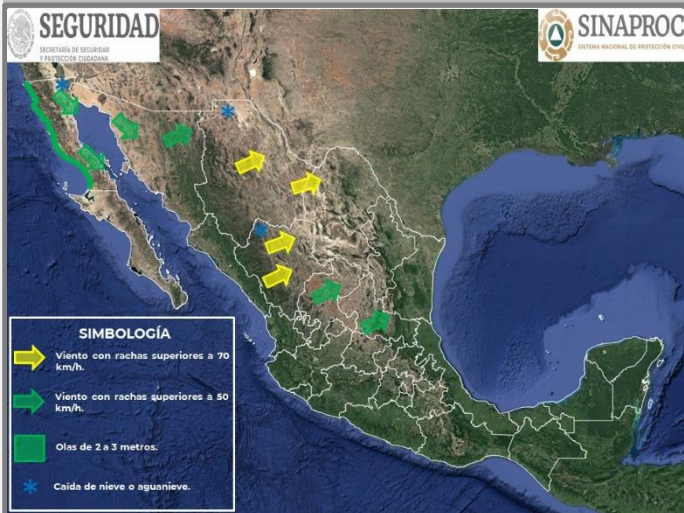 SEGURIDAD
SECRETARÍA DE SEGURIDAD
Y PROTECCIÓN CIUDADANA
SINAPROC
SISTEMA NACIONAL DE PROTECCIÓN CIVIL
SIMBOLOGÍA
Viento con rachas superiores a 70
km/h.
Viento con rachas superiores a 50
km/h.
Olas de 2 a 3 metros.
Caída de nieve o aguanieve.